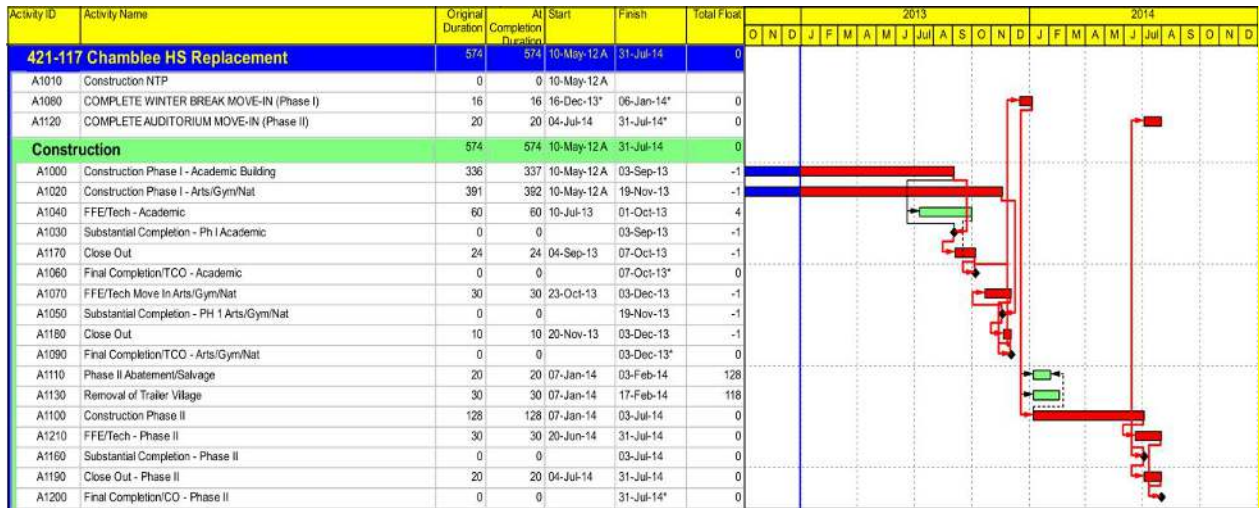 Activity ID Activity Name Original Duration At Completion Duration Start Finish Total Float 2013 2014
O N D J F M A M J Jul A S O N D J F M A M J Jul A S O N D
421-117 Chamblee HS Replacement 574 574 10-May-12 A 31-Jul-14 0
A1010 Construction NTP 0 0 10-May-12 A
A1080 COMPLETE WINTER BREAK MOVE-IN (Phase I) 16 16 16-Dec-13* 06-Jan-14* 0
A1120 COMPLETE AUDITORIUM MOVE-IN (Phase II) 20 20 04-Jul-14 31-Jul-14* 0
Construction 574 574 10-May-12 A 31-Jul-14 0
A1000 Construction Phase I - Academic Building 336 337 10-May-12 A 03-Sep-13 -1
A1020 Construction Phase I - Arts/Gym/Nat 391 392 10-May-12 A 19-Nov-13 -1
A1040 FFE/Tech - Academic 60 60 10-Jul-13 01-Oct-13 4
A1030 Substantial Completion - Ph I Academic 0 0 03-Sep-13 -1
A1170 Close Out 24 24 04-Sep-13 07-Oct-13 -1
A1060 Final Completion/TCO - Academic 0 0 07-Oct-13* 0
A1070 FFE/Tech Move In Arts/Gym/Nat 30 30 23-Oct-13 03-Dec-13 -1
A1050 Substantial Completion - PH 1 Arts/Gym/Nat 0 0 19-Nov-13 -1
A1180 Close Out 10 10 20-Nov-13 03-Dec-13 -1
A1090 Final Completion/TCO - Arts/Gym/Nat 0 0 03-Dec-13* 0
A1110 Phase II Abatement/Salvage 20 20 07-Jan-14 03-Feb-14 128
A1130 Removal of Trailer Village 30 30 07-Jan-14 17-Feb-14 118
A1100 Construction Phase II 128 128 07-Jan-14 03-Jul-14 0
A1210 FFE/Tech - Phase II 30 30 20-Jun-14 31-Jul-14 0
A1160 Substantial Completion - Phase II 0 0 03-Jul-14 0
A1190 Close Out - Phase II 20 20 04-Jul-14 31-Jul-14 0
A1200 Final Completion/CO - Phase II 0 0 31-Jul-14* 0